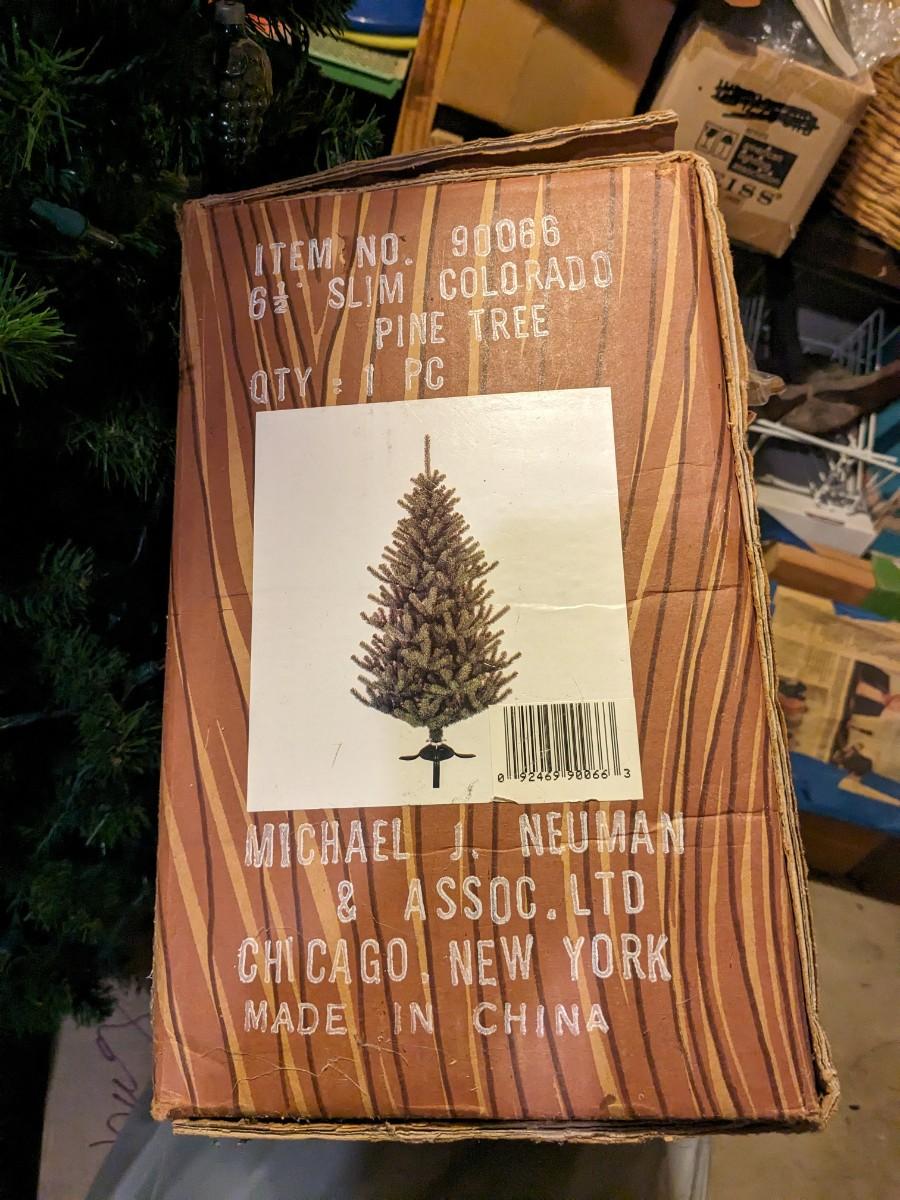 ITEM NO. 90066
6½' SLIM COLORADO
PINE TREE
QTY : 1 PC
0 92469 90066 3
MICHAEL J. NEUMAN
& ASSOC. LTD
CHICAGO, NEW YORK
MADE IN CHINA